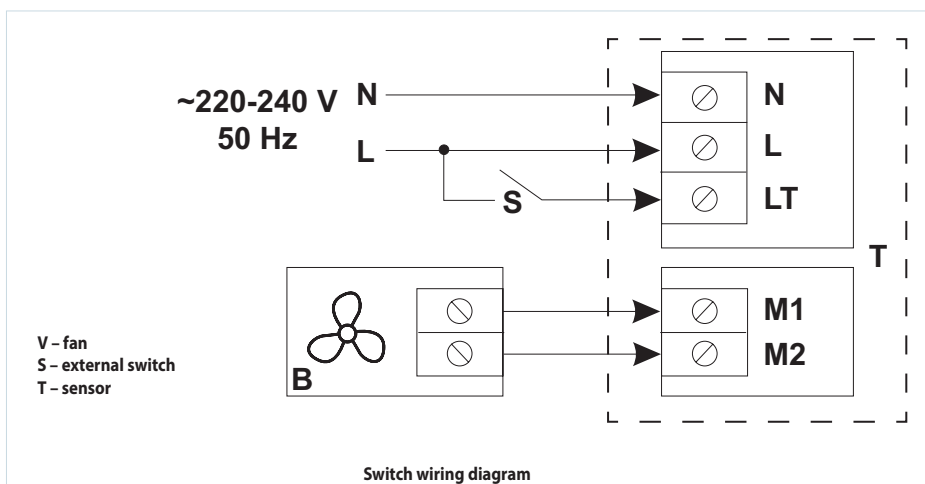 ~220-240 V
50 Hz
N
L
S
N
L
LT
T
M1
M2
B
V – fan
S – external switch
T – sensor
Switch wiring diagram